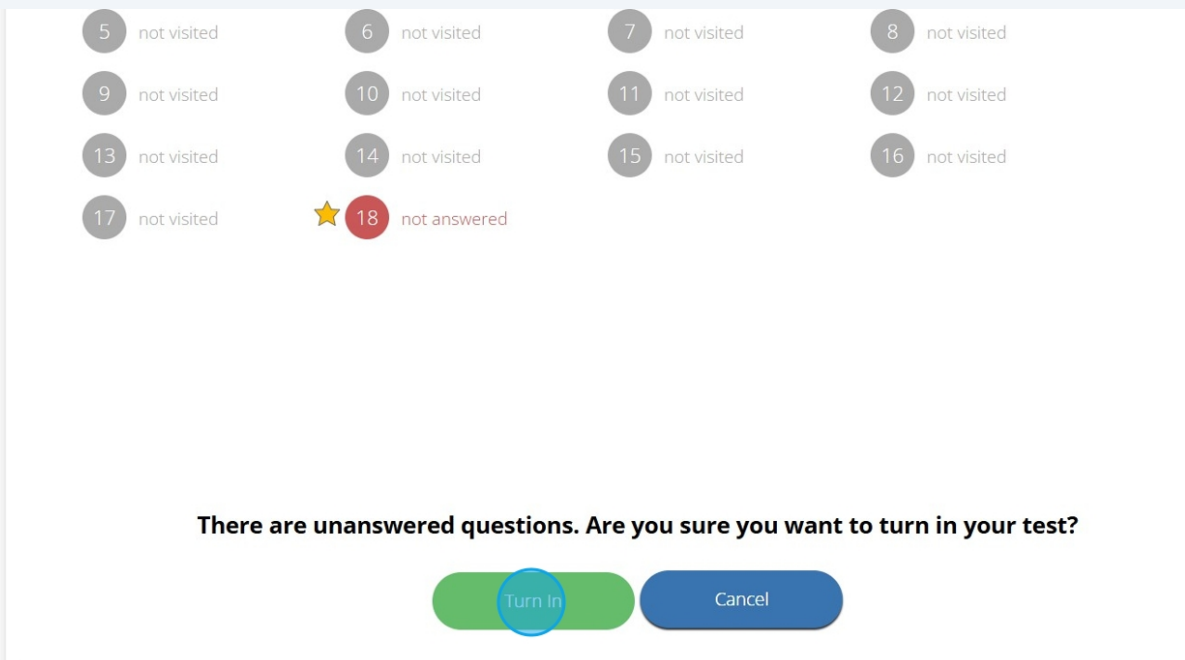 5 not visited 6 not visited 7 not visited 8 not visited
9 not visited 10 not visited 11 not visited 12 not visited
13 not visited 14 not visited 15 not visited 16 not visited
17 not visited 18 not answered
There are unanswered questions. Are you sure you want to turn in your test?
Turn In Cancel